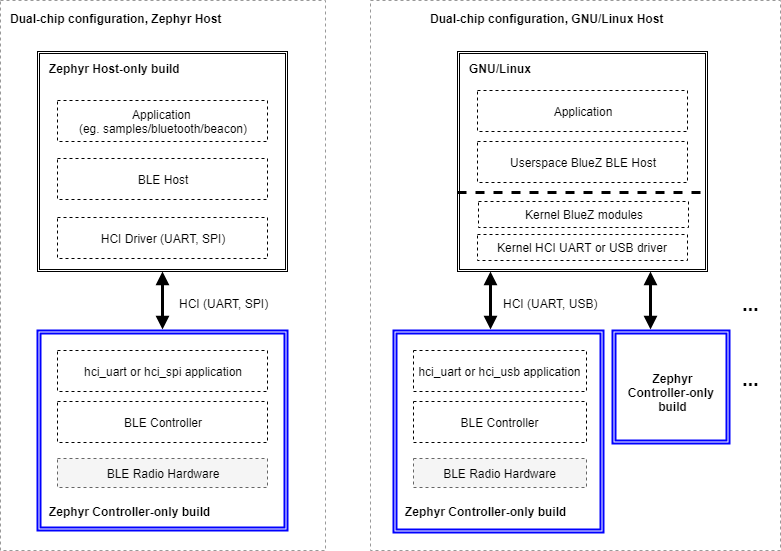 Dual-chip configuration, Zephyr Host
Zephyr Host-only build
Application
(eg. samples/bluetooth/beacon)
BLE Host
HCI Driver (UART, SPI)
HCI (UART, SPI)
hci_uart or hci_spi application
BLE Controller
BLE Radio Hardware
Zephyr Controller-only build
Dual-chip configuration, GNU/Linux Host
GNU/Linux
Application
Userspace BlueZ BLE Host
Kernel BlueZ modules
Kernel HCI UART or USB driver
HCI (UART, USB)
...
hci_uart or hci_usb application
BLE Controller
BLE Radio Hardware
Zephyr Controller-only build
Zephyr
Controller-only
build
...